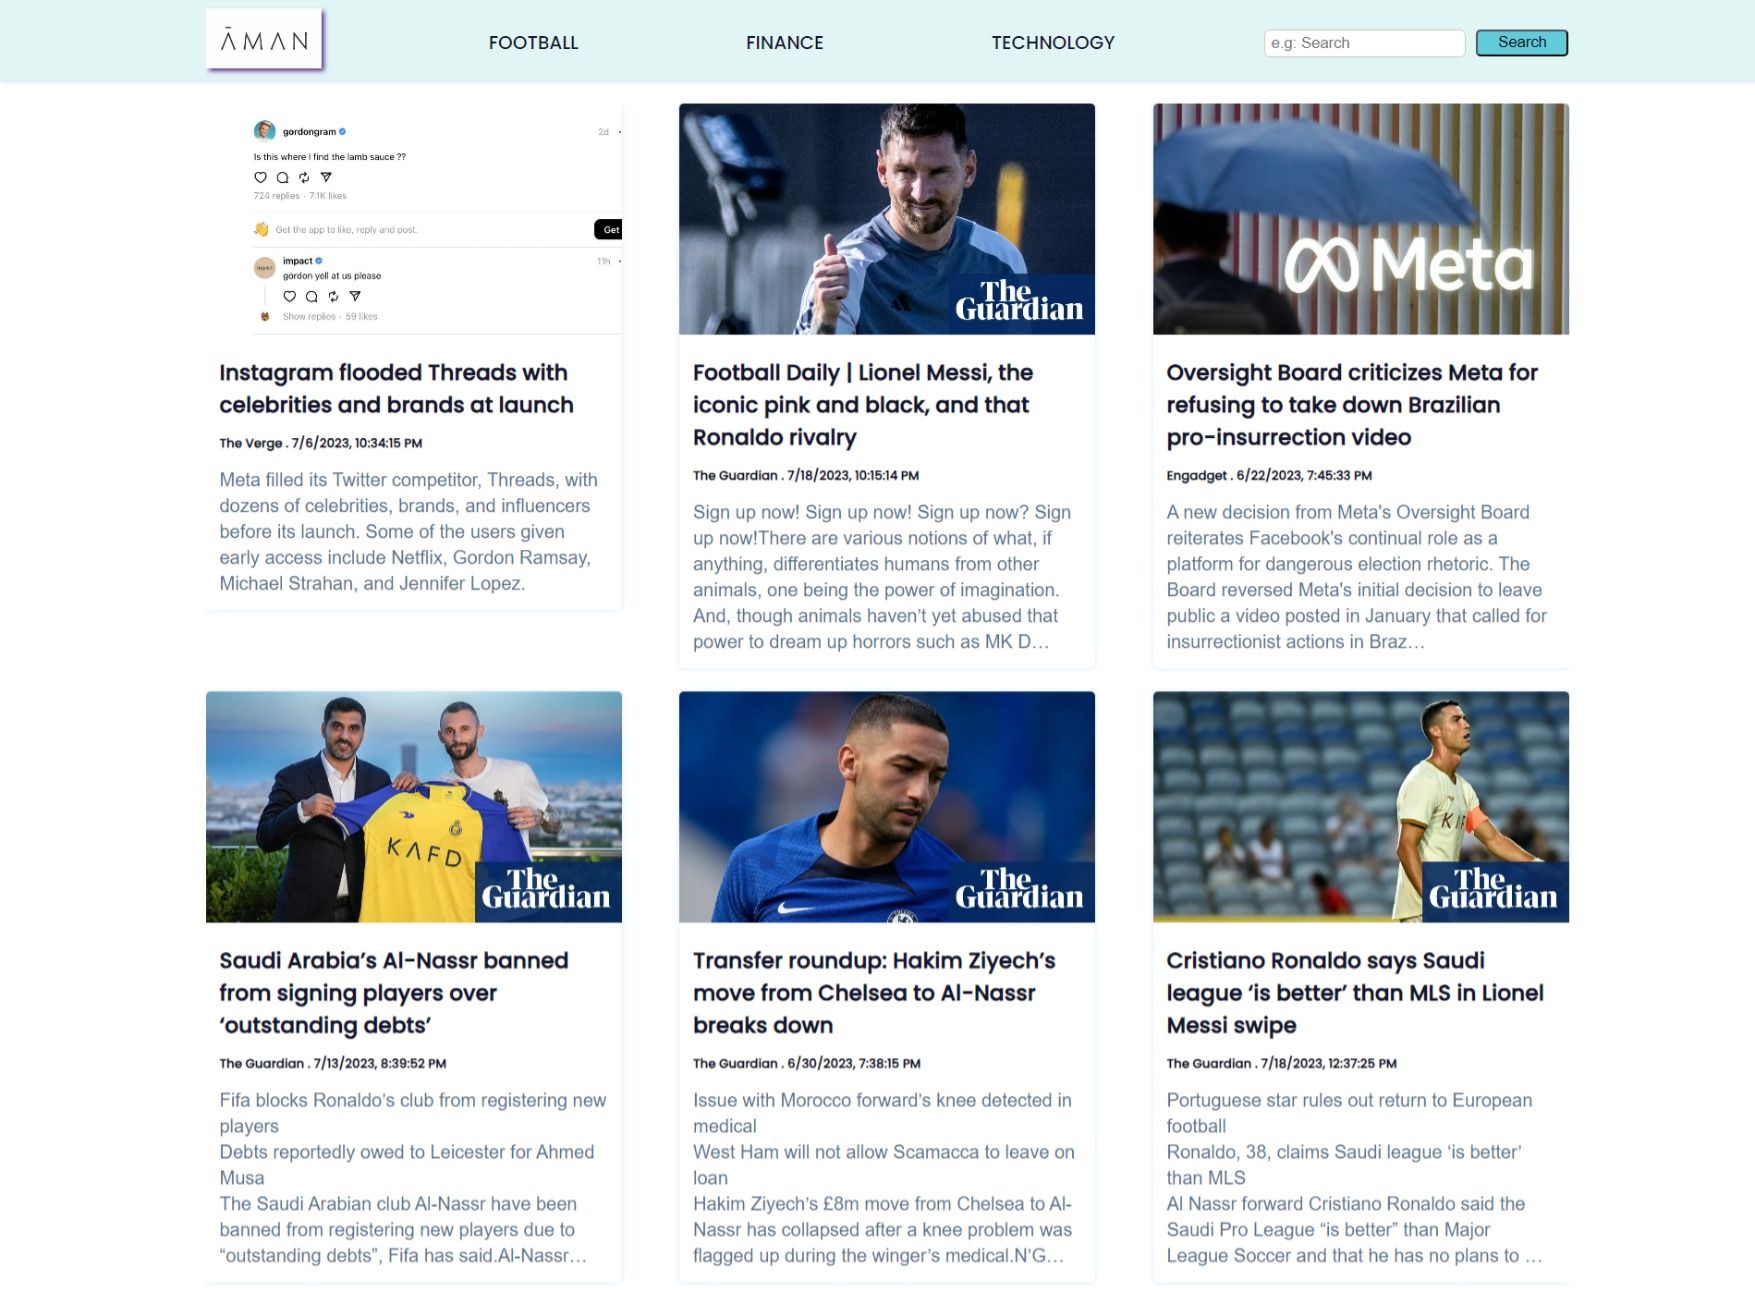 ĀMAN
FOOTBALL
FINANCE
TECHNOLOGY
e.g: Search
Search
gordongram
2d
Is this where I find the lamb sauce ??
724 replies · 7.1K likes
Get the app to like, reply and post.
Get
impact
11h
gordon yell at us please
Show replies · 59 likes
Instagram flooded Threads with
celebrities and brands at launch
The Verge . 7/6/2023, 10:34:15 PM
Meta filled its Twitter competitor, Threads, with
dozens of celebrities, brands, and influencers
before its launch. Some of the users given
early access include Netflix, Gordon Ramsay,
Michael Strahan, and Jennifer Lopez.
The
Guardian
Football Daily | Lionel Messi, the
iconic pink and black, and that
Ronaldo rivalry
The Guardian . 7/18/2023, 10:15:14 PM
Sign up now! Sign up now! Sign up now? Sign
up now!There are various notions of what, if
anything, differentiates humans from other
animals, one being the power of imagination.
And, though animals haven’t yet abused that
power to dream up horrors such as MK D…
Meta
Oversight Board criticizes Meta for
refusing to take down Brazilian
pro-insurrection video
Engadget . 6/22/2023, 7:45:33 PM
A new decision from Meta's Oversight Board
reiterates Facebook's continual role as a
platform for dangerous election rhetoric. The
Board reversed Meta's initial decision to leave
public a video posted in January that called for
insurrectionist actions in Braz…
KAFD
The
Guardian
Saudi Arabia’s Al-Nassr banned
from signing players over
‘outstanding debts’
The Guardian . 7/13/2023, 8:39:52 PM
Fifa blocks Ronaldo’s club from registering new
players
Debts reportedly owed to Leicester for Ahmed
Musa
The Saudi Arabian club Al-Nassr have been
banned from registering new players due to
“outstanding debts”, Fifa has said.Al-Nassr…
The
Guardian
Transfer roundup: Hakim Ziyech’s
move from Chelsea to Al-Nassr
breaks down
The Guardian . 6/30/2023, 7:38:15 PM
Issue with Morocco forward’s knee detected in
medical
West Ham will not allow Scamacca to leave on
loan
Hakim Ziyech’s £8m move from Chelsea to Al-
Nassr has collapsed after a knee problem was
flagged up during the winger’s medical.N’G…
The
Guardian
Cristiano Ronaldo says Saudi
league ‘is better’ than MLS in Lionel
Messi swipe
The Guardian . 7/18/2023, 12:37:25 PM
Portuguese star rules out return to European
football
Ronaldo, 38, claims Saudi league ‘is better’
than MLS
Al Nassr forward Cristiano Ronaldo said the
Saudi Pro League “is better” than Major
League Soccer and that he has no plans to …